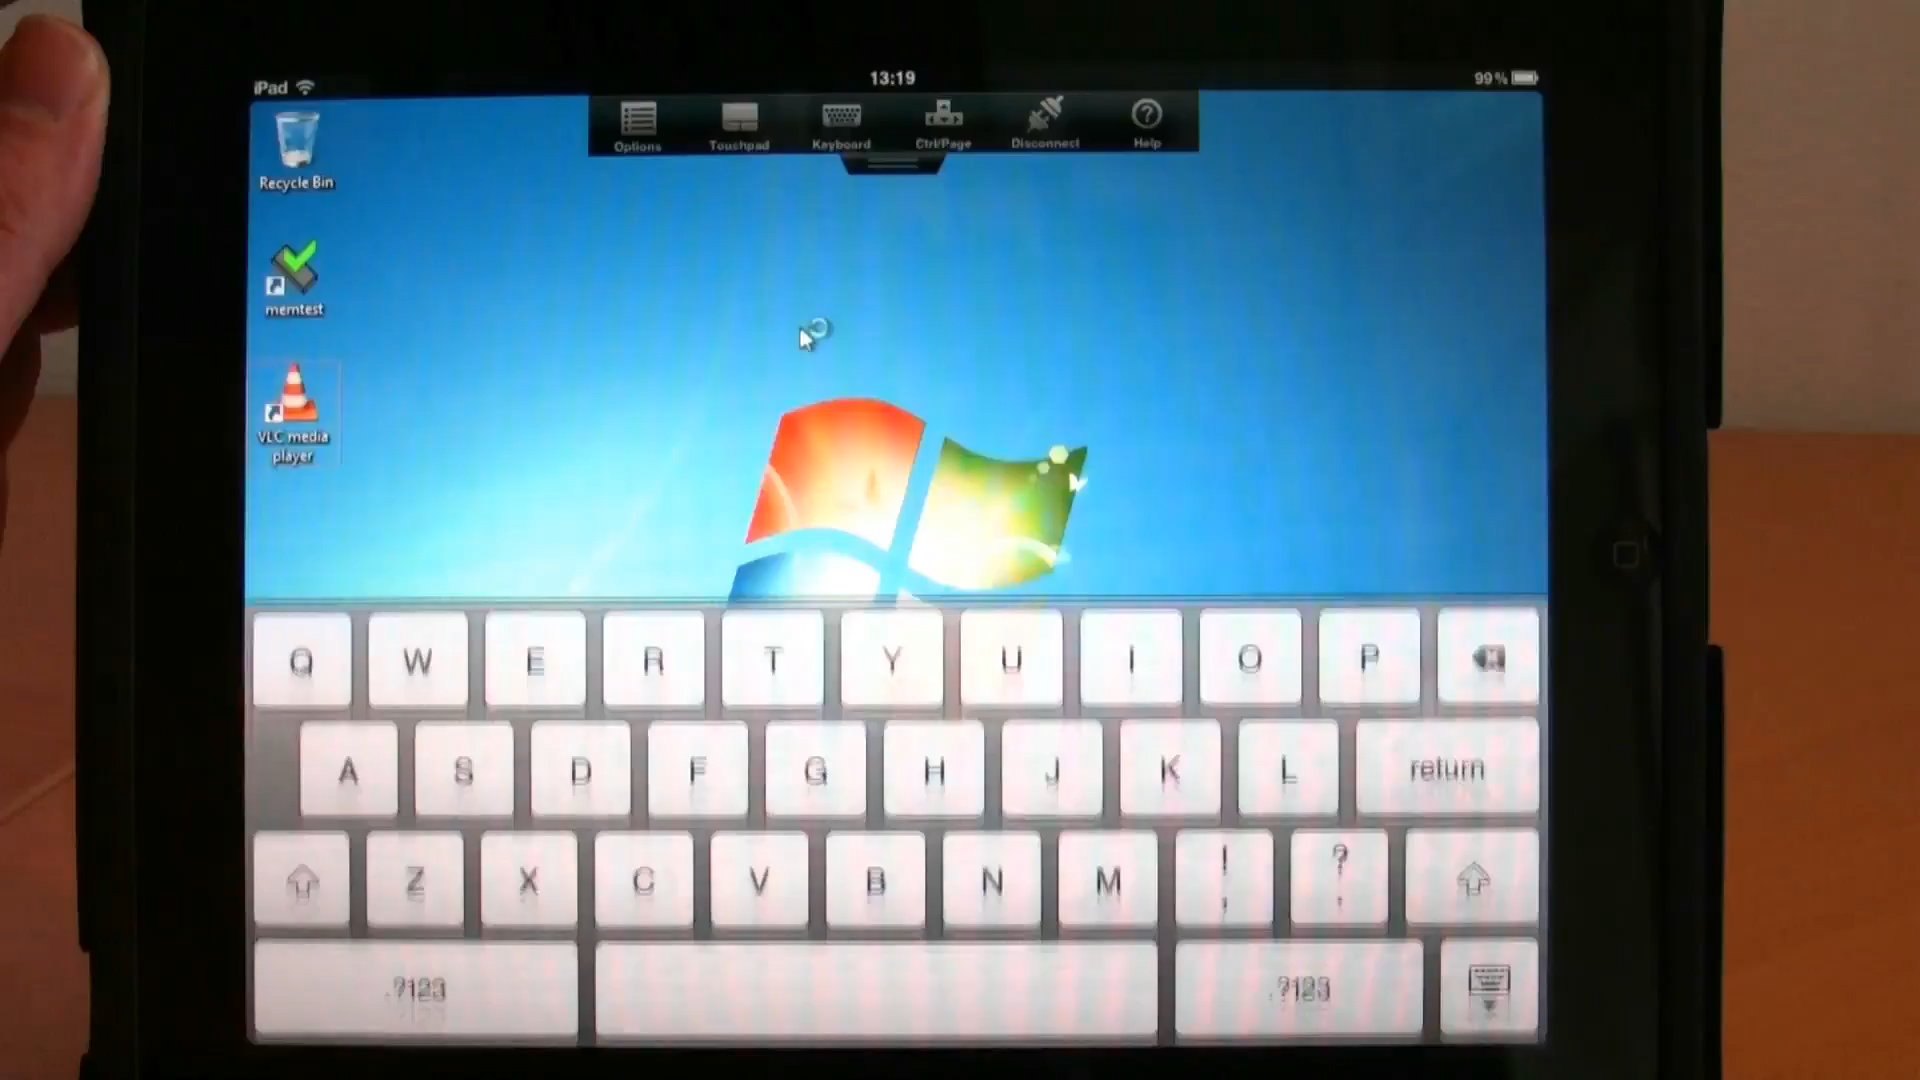 iPad 13:19 99%
Options Touchpad Keyboard Ctrl/Page Disconnect Help
Recycle Bin
memtest
VLC media
player
Q W E R T Y U I O P
A S D F G H J K L return
Z X C V B N M ! , ? .
.?123 .?123